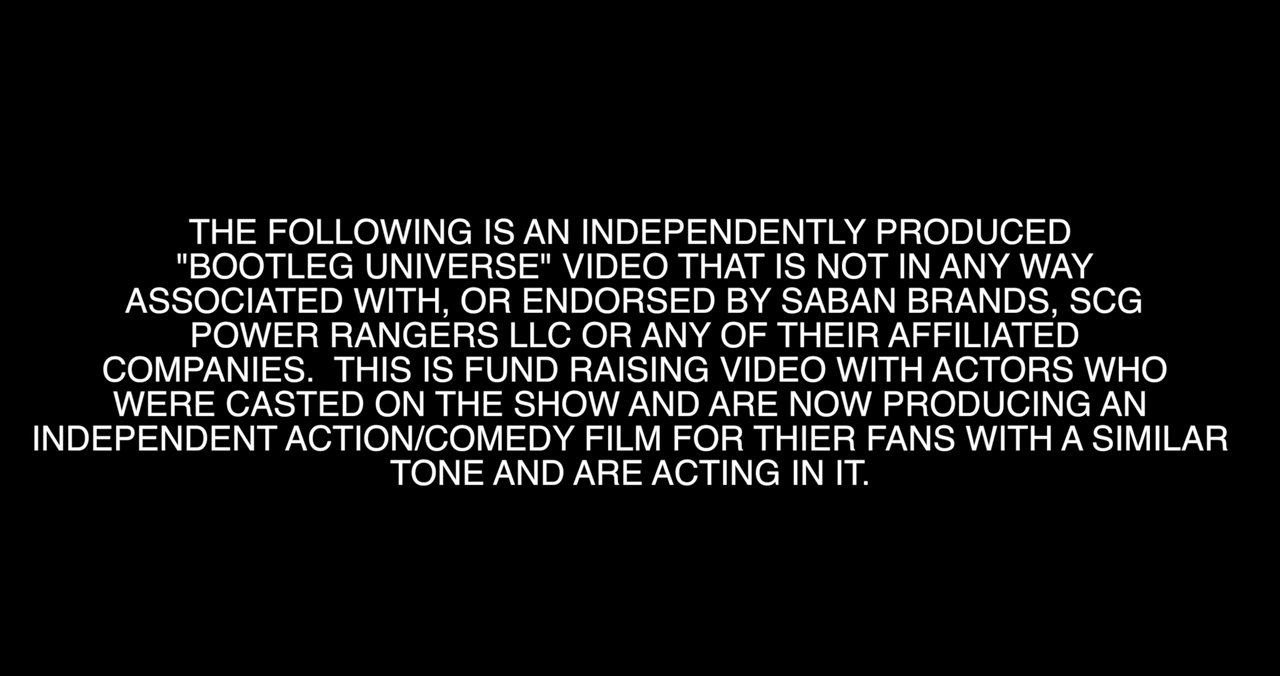 THE FOLLOWING IS AN INDEPENDENTLY PRODUCED
"BOOTLEG UNIVERSE" VIDEO THAT IS NOT IN ANY WAY
ASSOCIATED WITH, OR ENDORSED BY SABAN BRANDS, SCG
POWER RANGERS LLC OR ANY OF THEIR AFFILIATED
COMPANIES.  THIS IS FUND RAISING VIDEO WITH ACTORS WHO
WERE CASTED ON THE SHOW AND ARE NOW PRODUCING AN
INDEPENDENT ACTION/COMEDY FILM FOR THIER FANS WITH A SIMILAR
TONE AND ARE ACTING IN IT.